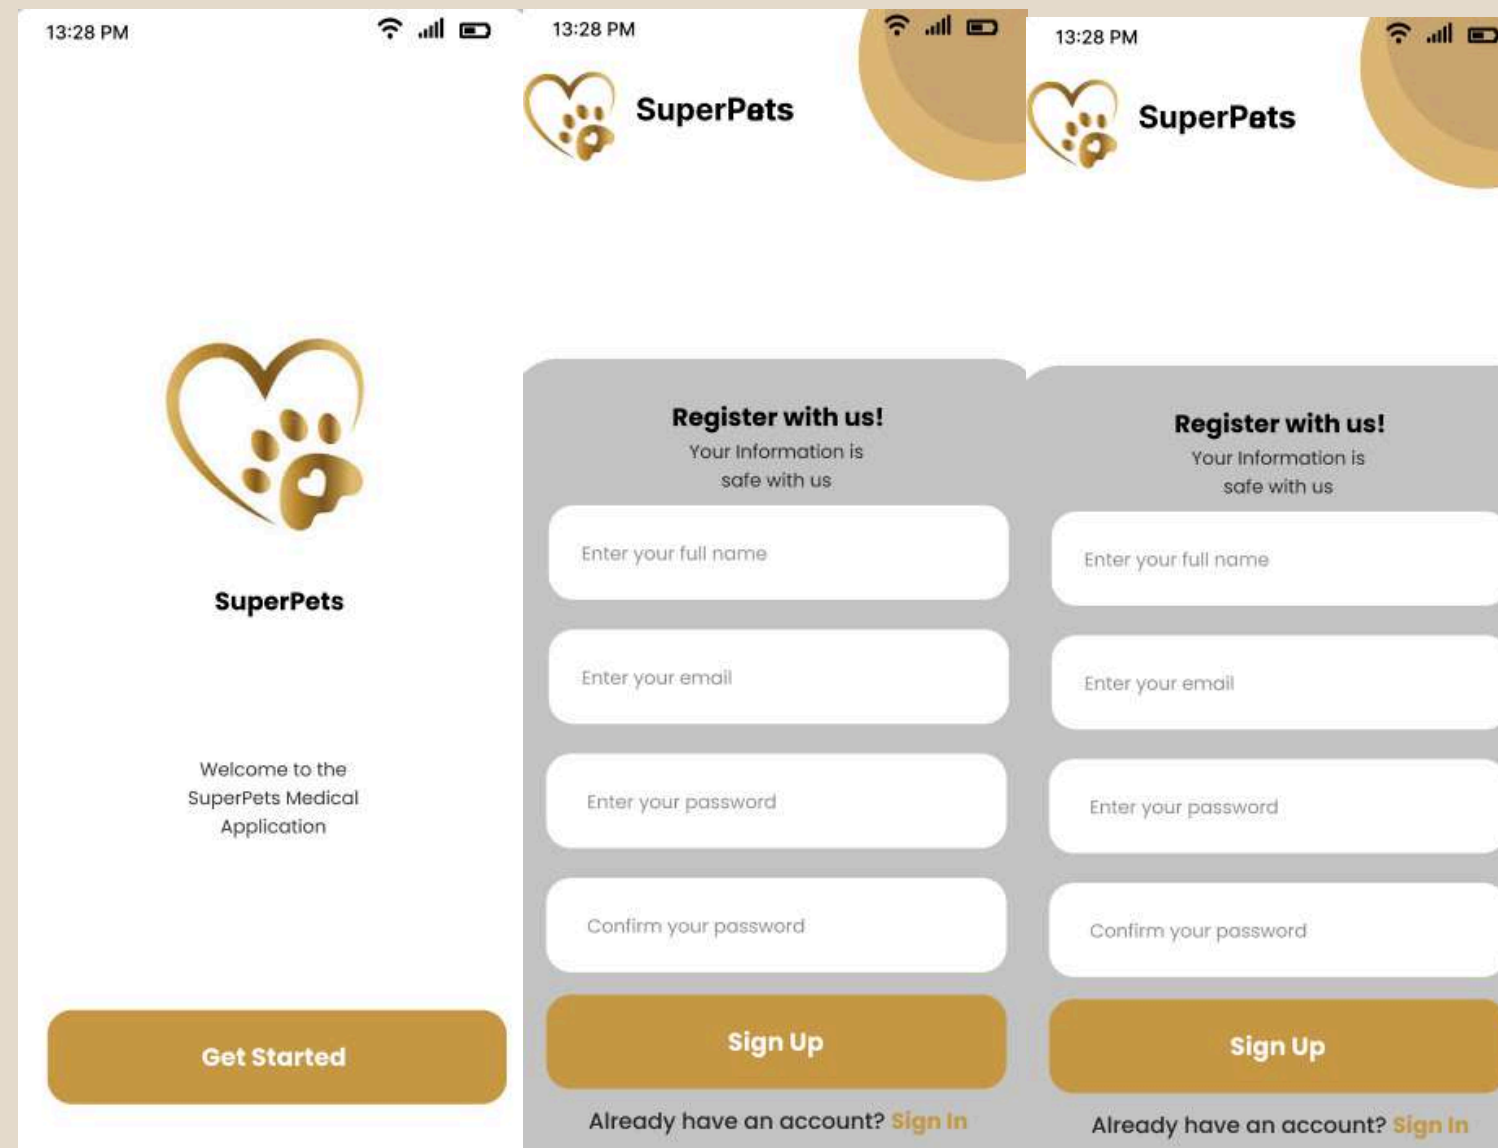 13:28 PM
SuperPets
Welcome to the
SuperPets Medical
Application
Get Started
13:28 PM
SuperPets
Register with us!
Your Information is
safe with us
Enter your full name
Enter your email
Enter your password
Confirm your password
Sign Up
Already have an account? Sign In
13:28 PM
SuperPets
Register with us!
Your Information is
safe with us
Enter your full name
Enter your email
Enter your password
Confirm your password
Sign Up
Already have an account? Sign In